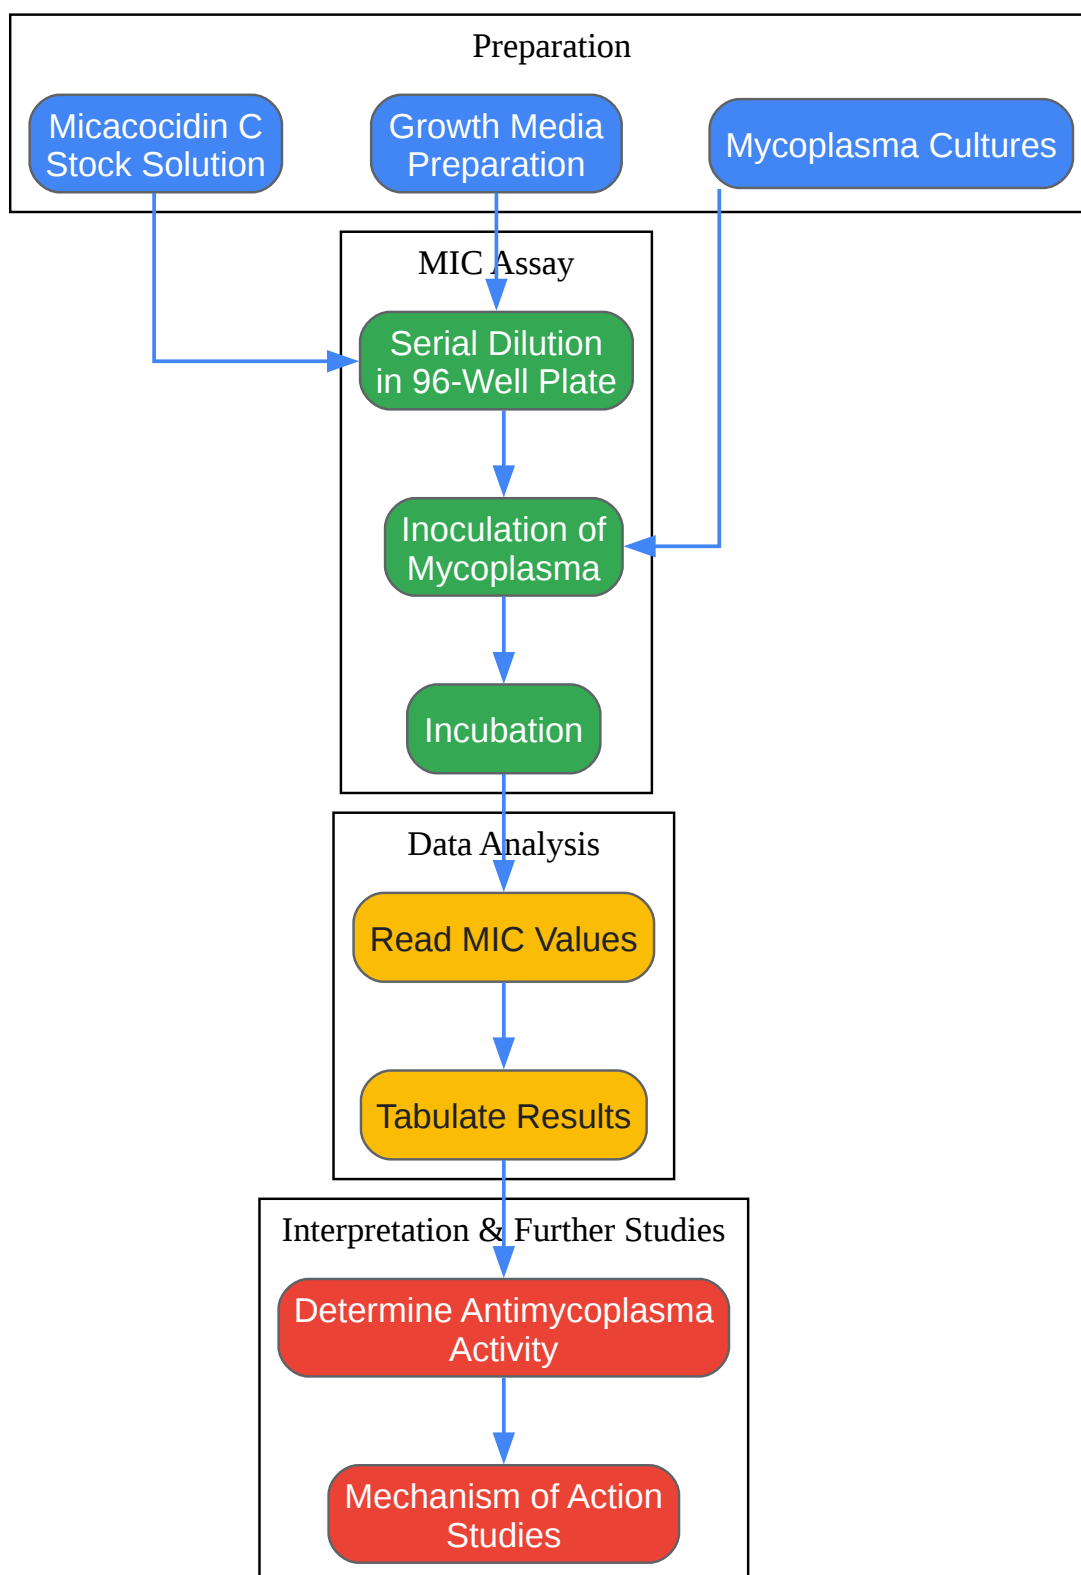 Preparation
Micacocidin C
Stock Solution
Growth Media
Preparation
Mycoplasma Cultures
MIC Assay
Serial Dilution
in 96-Well Plate
Inoculation of
Mycoplasma
Incubation
Data Analysis
Read MIC Values
Tabulate Results
Interpretation & Further Studies
Determine Antimycoplasma
Activity
Mechanism of Action
Studies